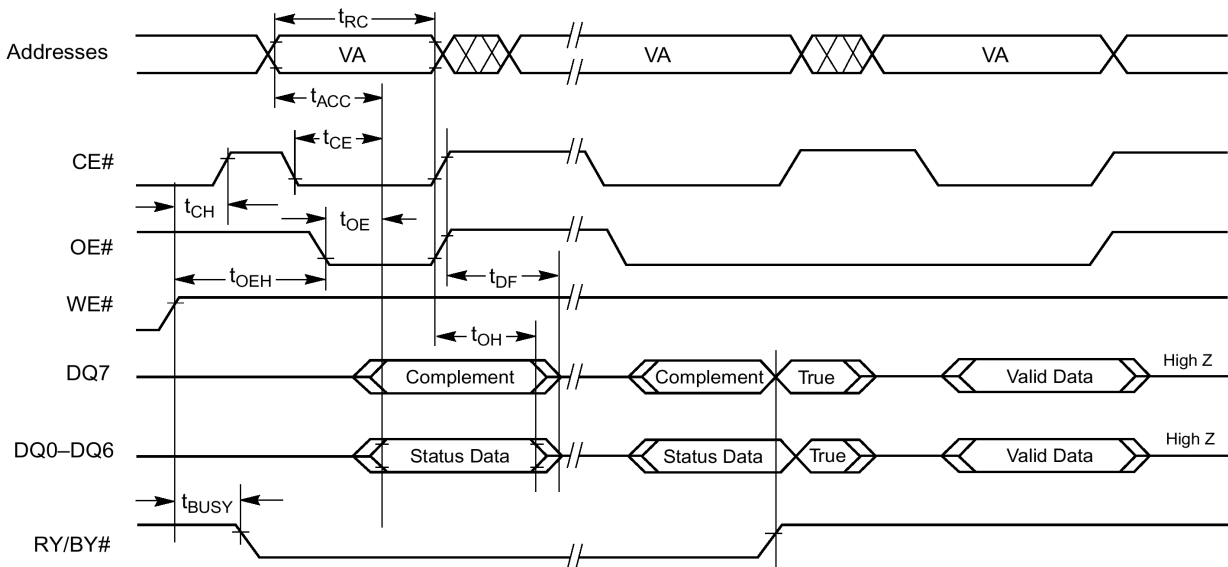 tRC
Addresses VA VA VA
tACC
tCE
CE#
tCH tOE
OE#
tOEH tDF
WE#
tOH
DQ7 Complement Complement True Valid Data High Z
DQ0–DQ6 Status Data Status Data True Valid Data High Z
tBUSY
RY/BY#